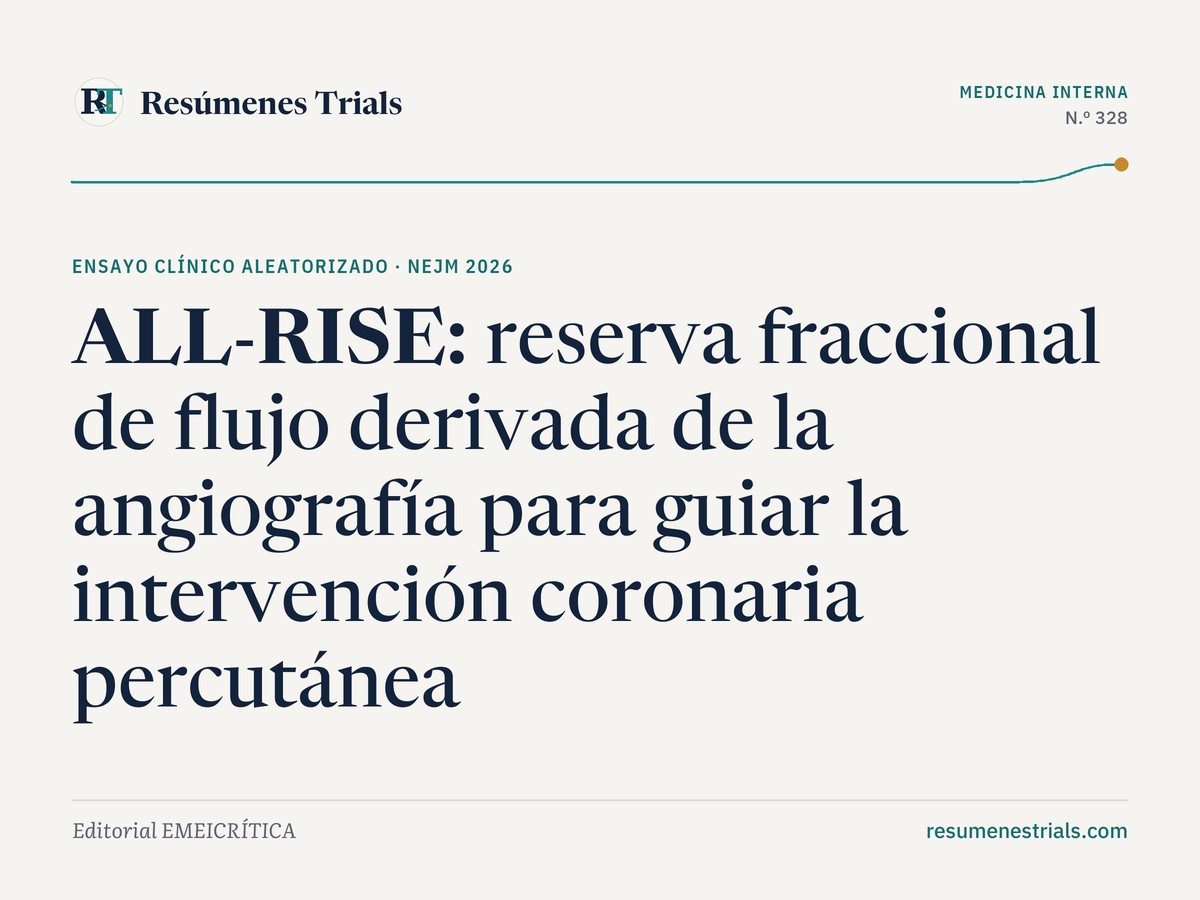 RT Resúmenes Trials
MEDICINA INTERNA
N.º 328
ENSAYO CLÍNICO ALEATORIZADO · NEJM 2026
ALL-RISE: reserva fraccional
de flujo derivada de la
angiografía para guiar la
intervención coronaria
percutánea
Editorial EMEICRÍTICA
resumenestrials.com